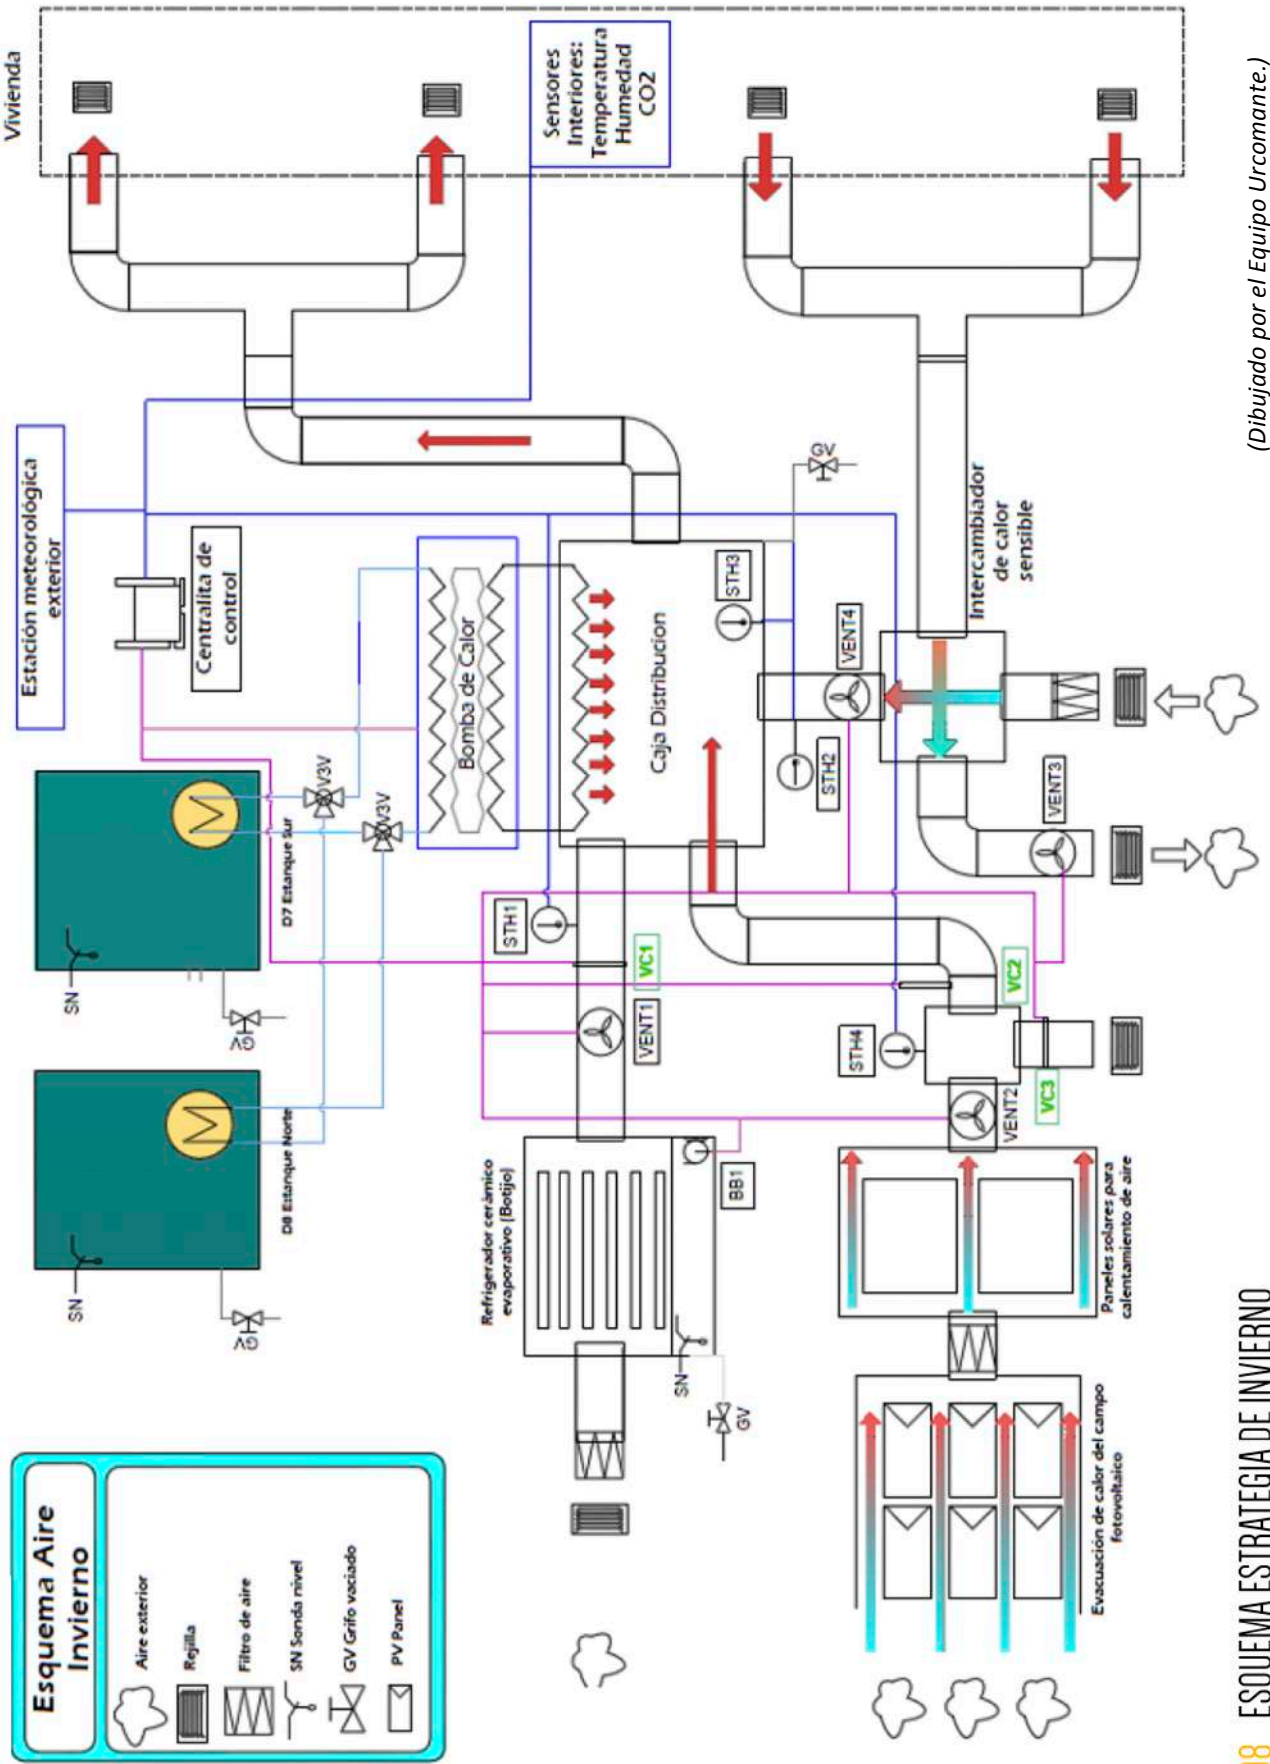 Esquema Aire
Invierno
Aire exterior
Rejilla
Filtro de aire
SN Sonda nivel
GV Grifo vaciado
PV Panel
SN
GV
D8 Estanque Norte
SN
GV
D7 Estanque Sur
V3V
V3V
Estación meteorológica
exterior
Centralita de
control
Vivienda
Sensores
Interiores:
Temperatura
Humedad
CO2
Bomba de Calor
Caja Distribucion
Refrigerador cerámico
evaporativo (Botijo)
SN
GV
BB1
VENT1
VC1
STH1
STH3
GV
STH2
VENT4
Intercambiador
de calor
sensible
VENT3
STH4
VC2
VC3
VENT2
Paneles solares para
calentamiento de aire
Evacuación de calor del campo
fotovoltaico
08 ESQUEMA ESTRATEGIA DE INVIERNO
(Dibujado por el Equipo Urcomante.)